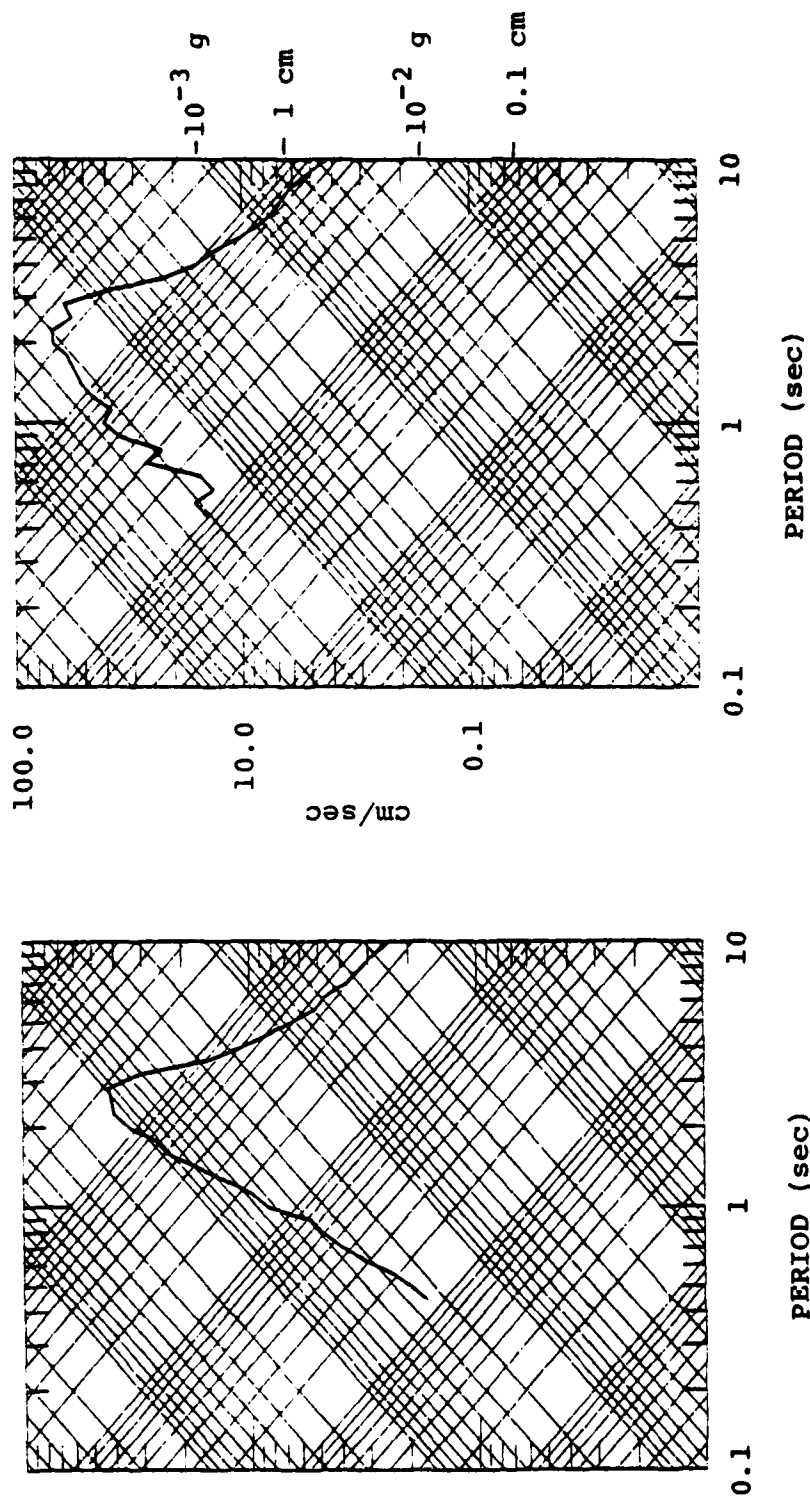 100.0
10.0
0.1
cm/sec
0.1
1
10
PERIOD (sec)
-10-3 g
- 1 cm
-10-2 g
- 0.1 cm
0.1
1
10
PERIOD (sec)